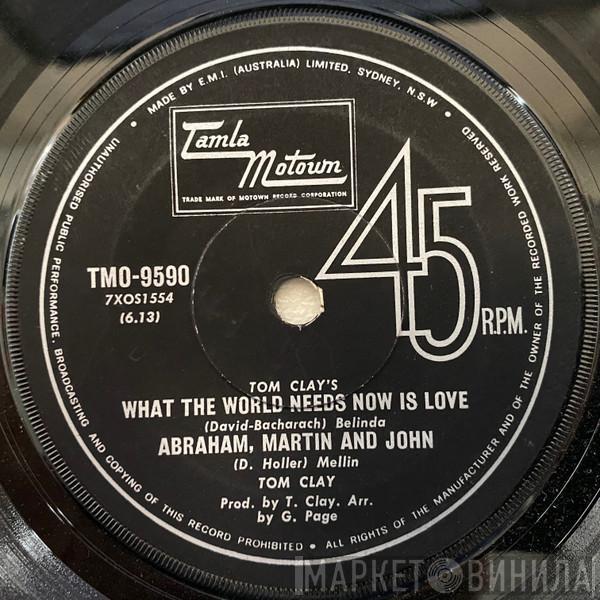 MADE BY E.M.I. (AUSTRALIA) LIMITED, SYDNEY, N.S.W •
UNAUTHORISED PUBLIC PERFORMANCE, BROADCASTING AND COPYING OF THIS RECORD PROHIBITED • ALL RIGHTS OF THE MANUFACTURER AND OF THE OWNER OF THE RECORDED WORK RESERVED
Tamla
Motown
TRADE MARK OF MOTOWN RECORD CORPORATION
45
R.P.M.
TMO-9590
7XOS1554
(6.13)
TOM CLAY'S
WHAT THE WORLD NEEDS NOW IS LOVE
(David-Bacharach) Belinda
ABRAHAM, MARTIN AND JOHN
(D. Holler) Mellin
TOM CLAY
Prod. by T. Clay. Arr.
by G. Page
МАРКЕТ ВИНИЛА